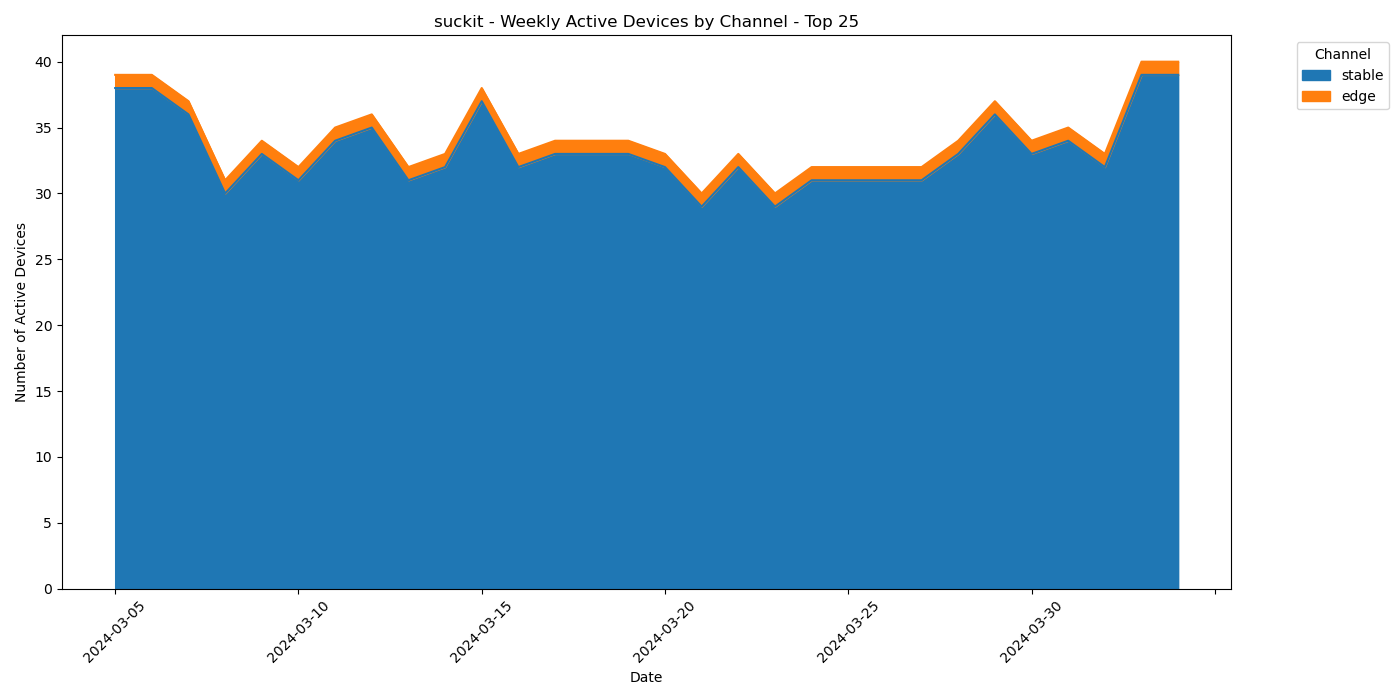 suckit - Weekly Active Devices by Channel - Top 25
Channel
stable
edge
Number of Active Devices
40
35
30
25
20
15
10
5
0
2024-03-05
2024-03-10
2024-03-15
2024-03-20
2024-03-25
2024-03-30
Date